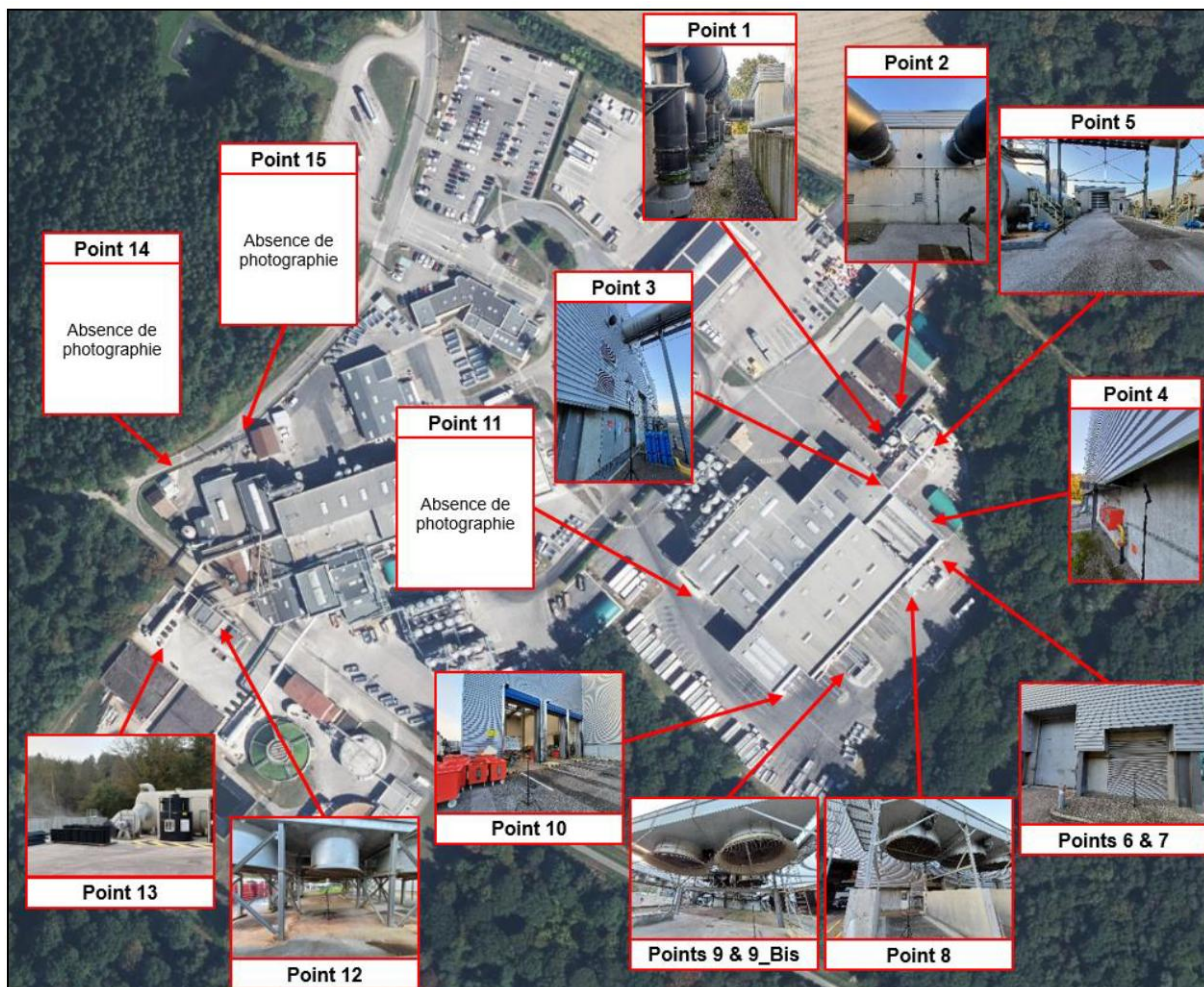 Point 1
Point 2
Point 5
Point 15
Absence de
photographie
Point 14
Absence de
photographie
Point 3
Point 4
Point 11
Absence de
photographie
Point 10
Points 6 & 7
Point 13
Points 9 & 9_Bis
Point 8
Point 12